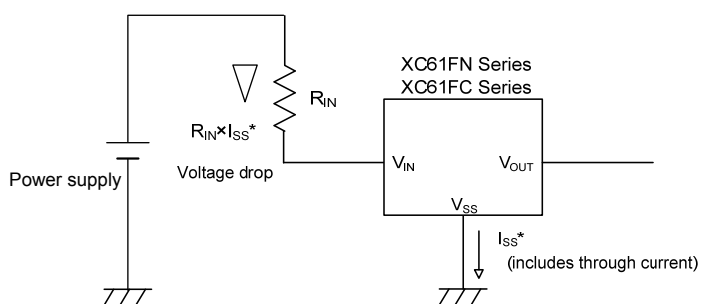 XC61FN Series
XC61FC Series
RIN
RIN×ISS*
Voltage drop
Power supply
VIN
VOUT
VSS
ISS*
(includes through current)